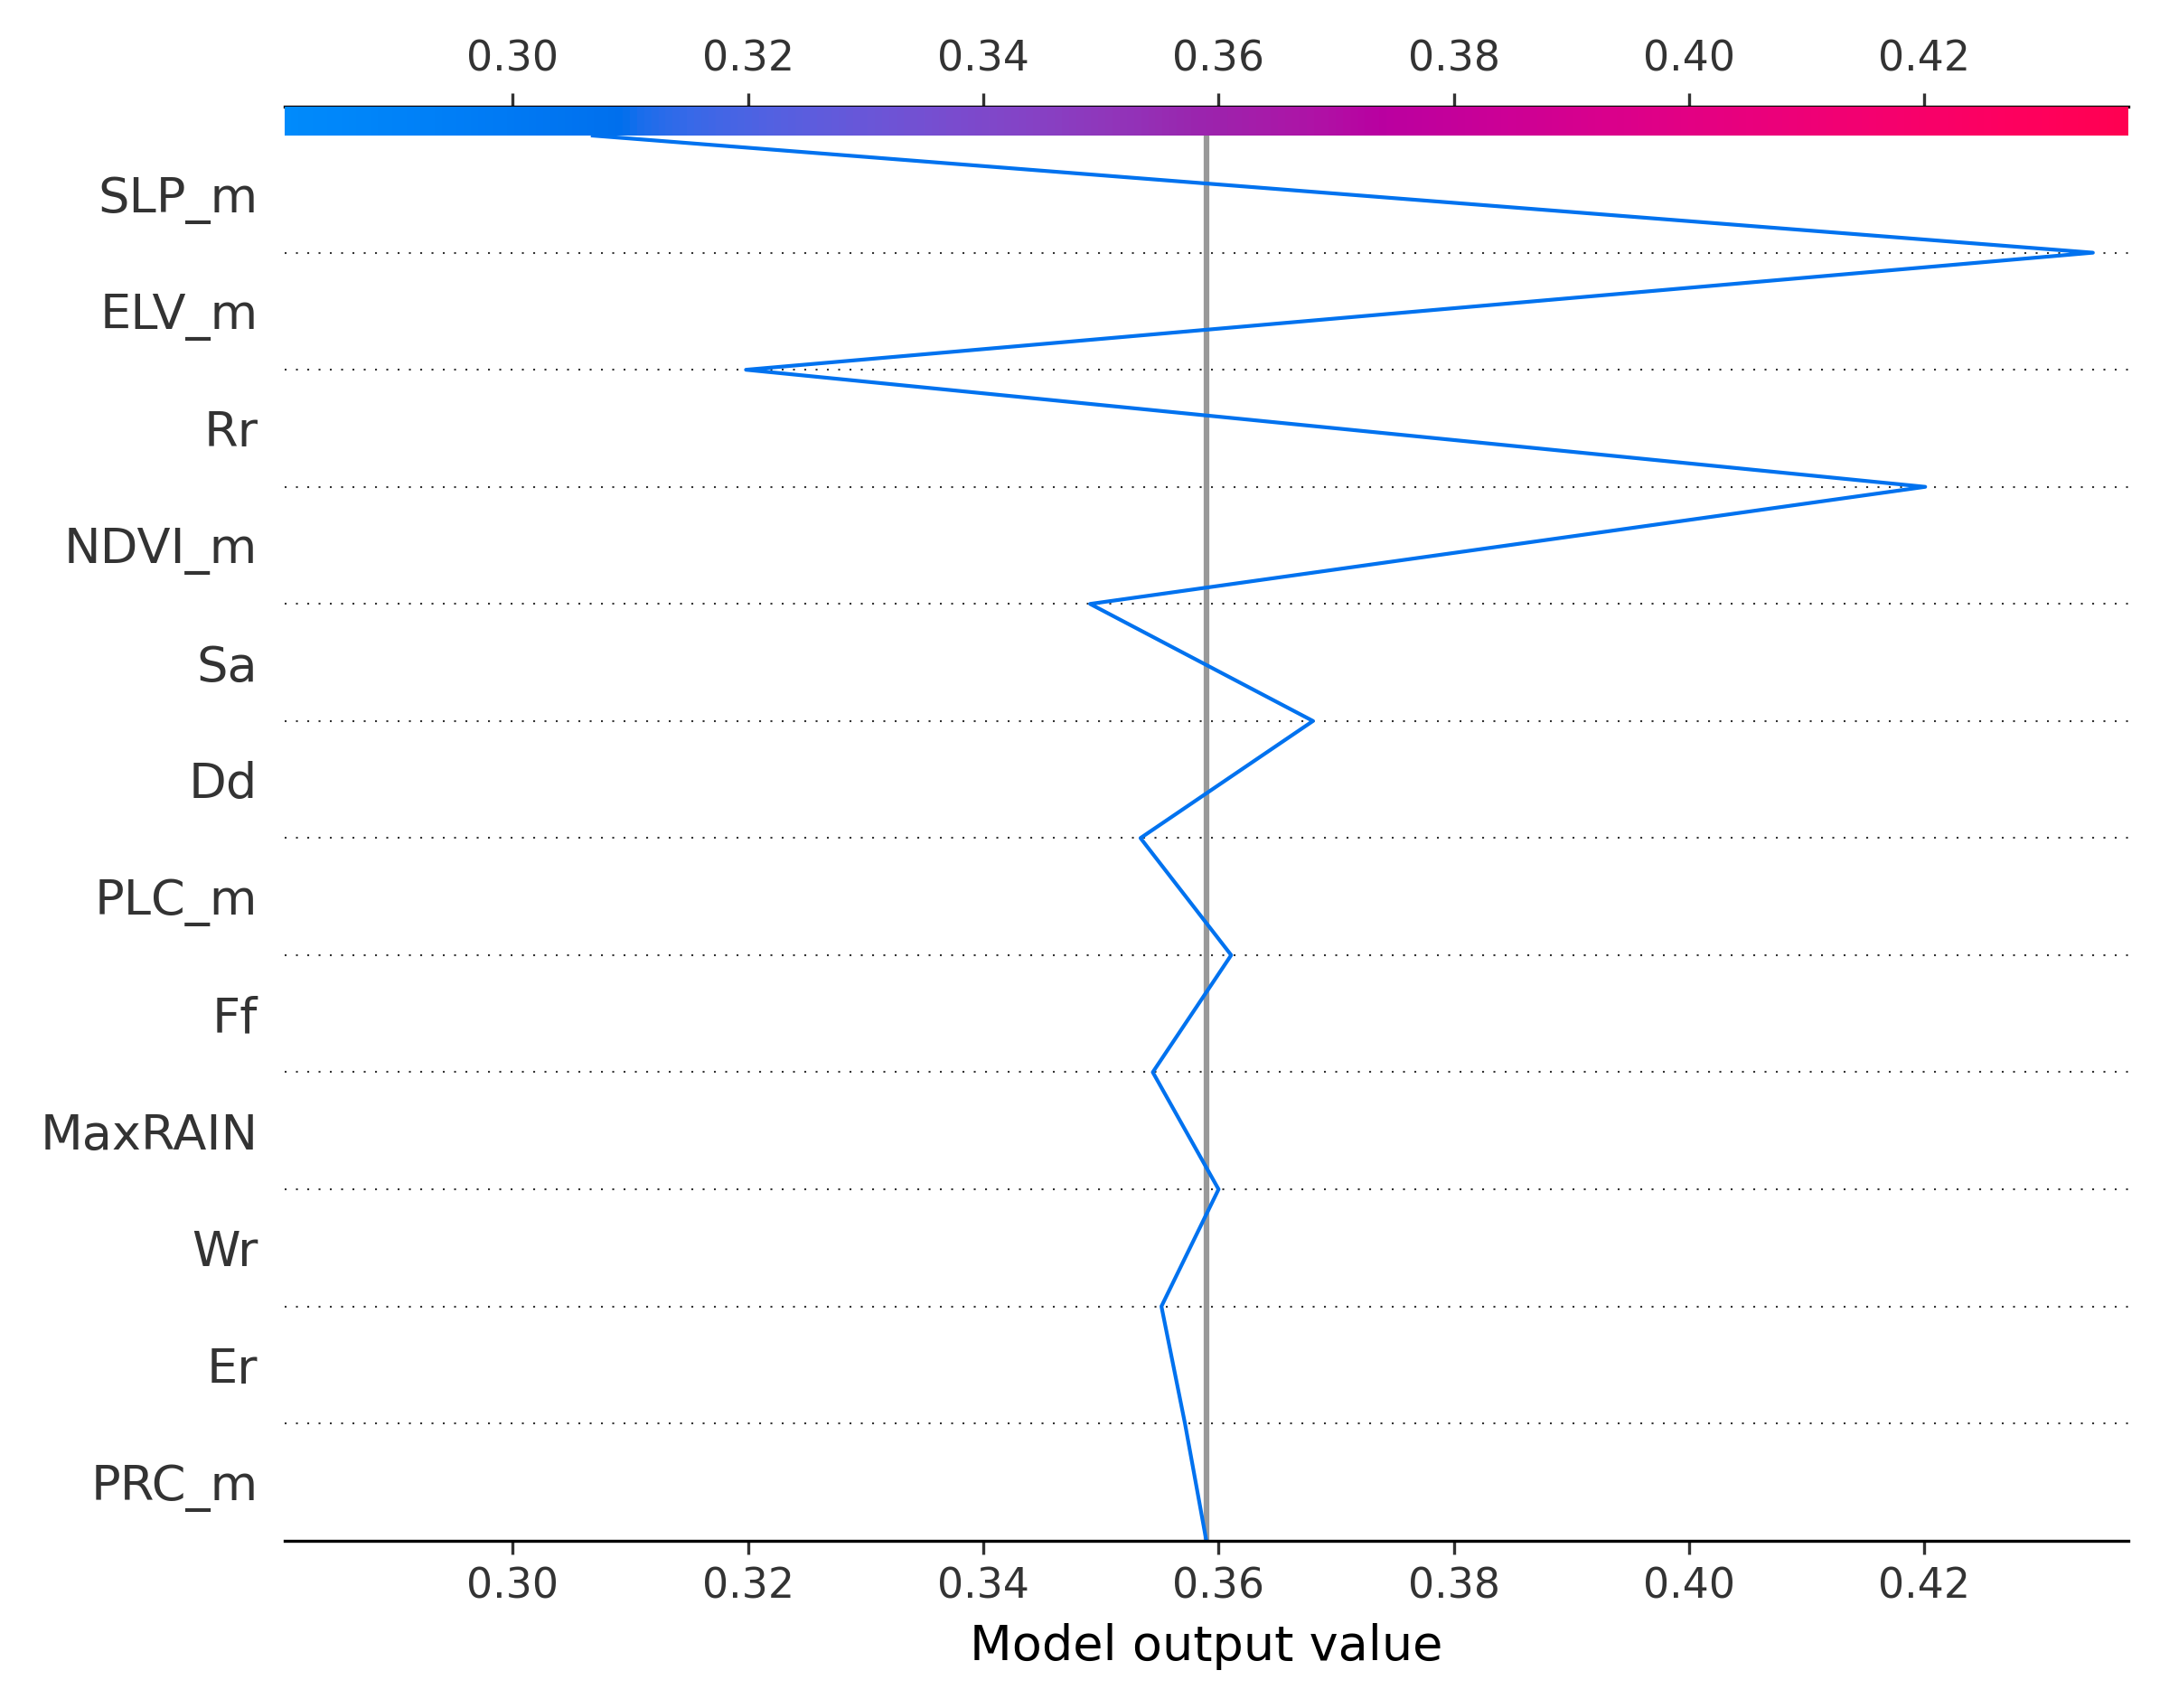 0.30 0.32 0.34 0.36 0.38 0.40 0.42
SLP_m
ELV_m
Rr
NDVI_m
Sa
Dd
PLC_m
Ff
MaxRAIN
Wr
Er
PRC_m
0.30 0.32 0.34 0.36 0.38 0.40 0.42
Model output value